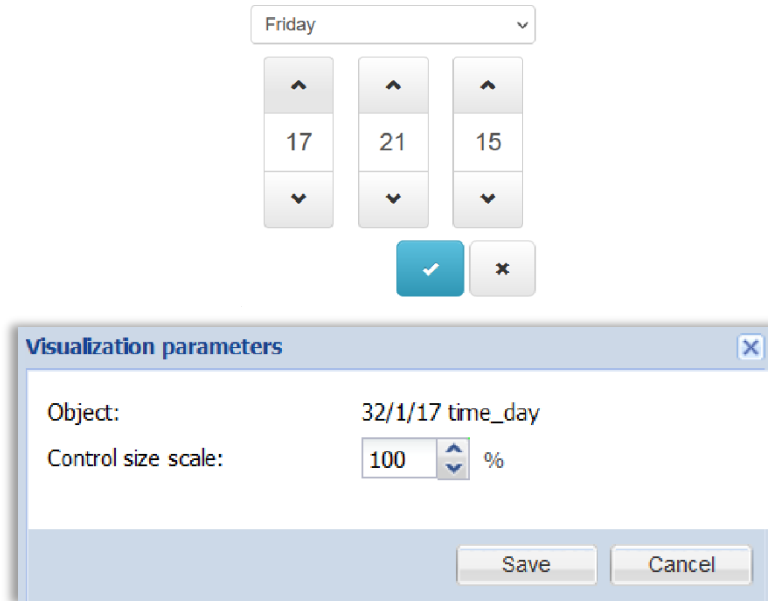 Friday
17 21 15
Visualization parameters
Object: 32/1/17 time_day
Control size scale: 100 %
Save Cancel